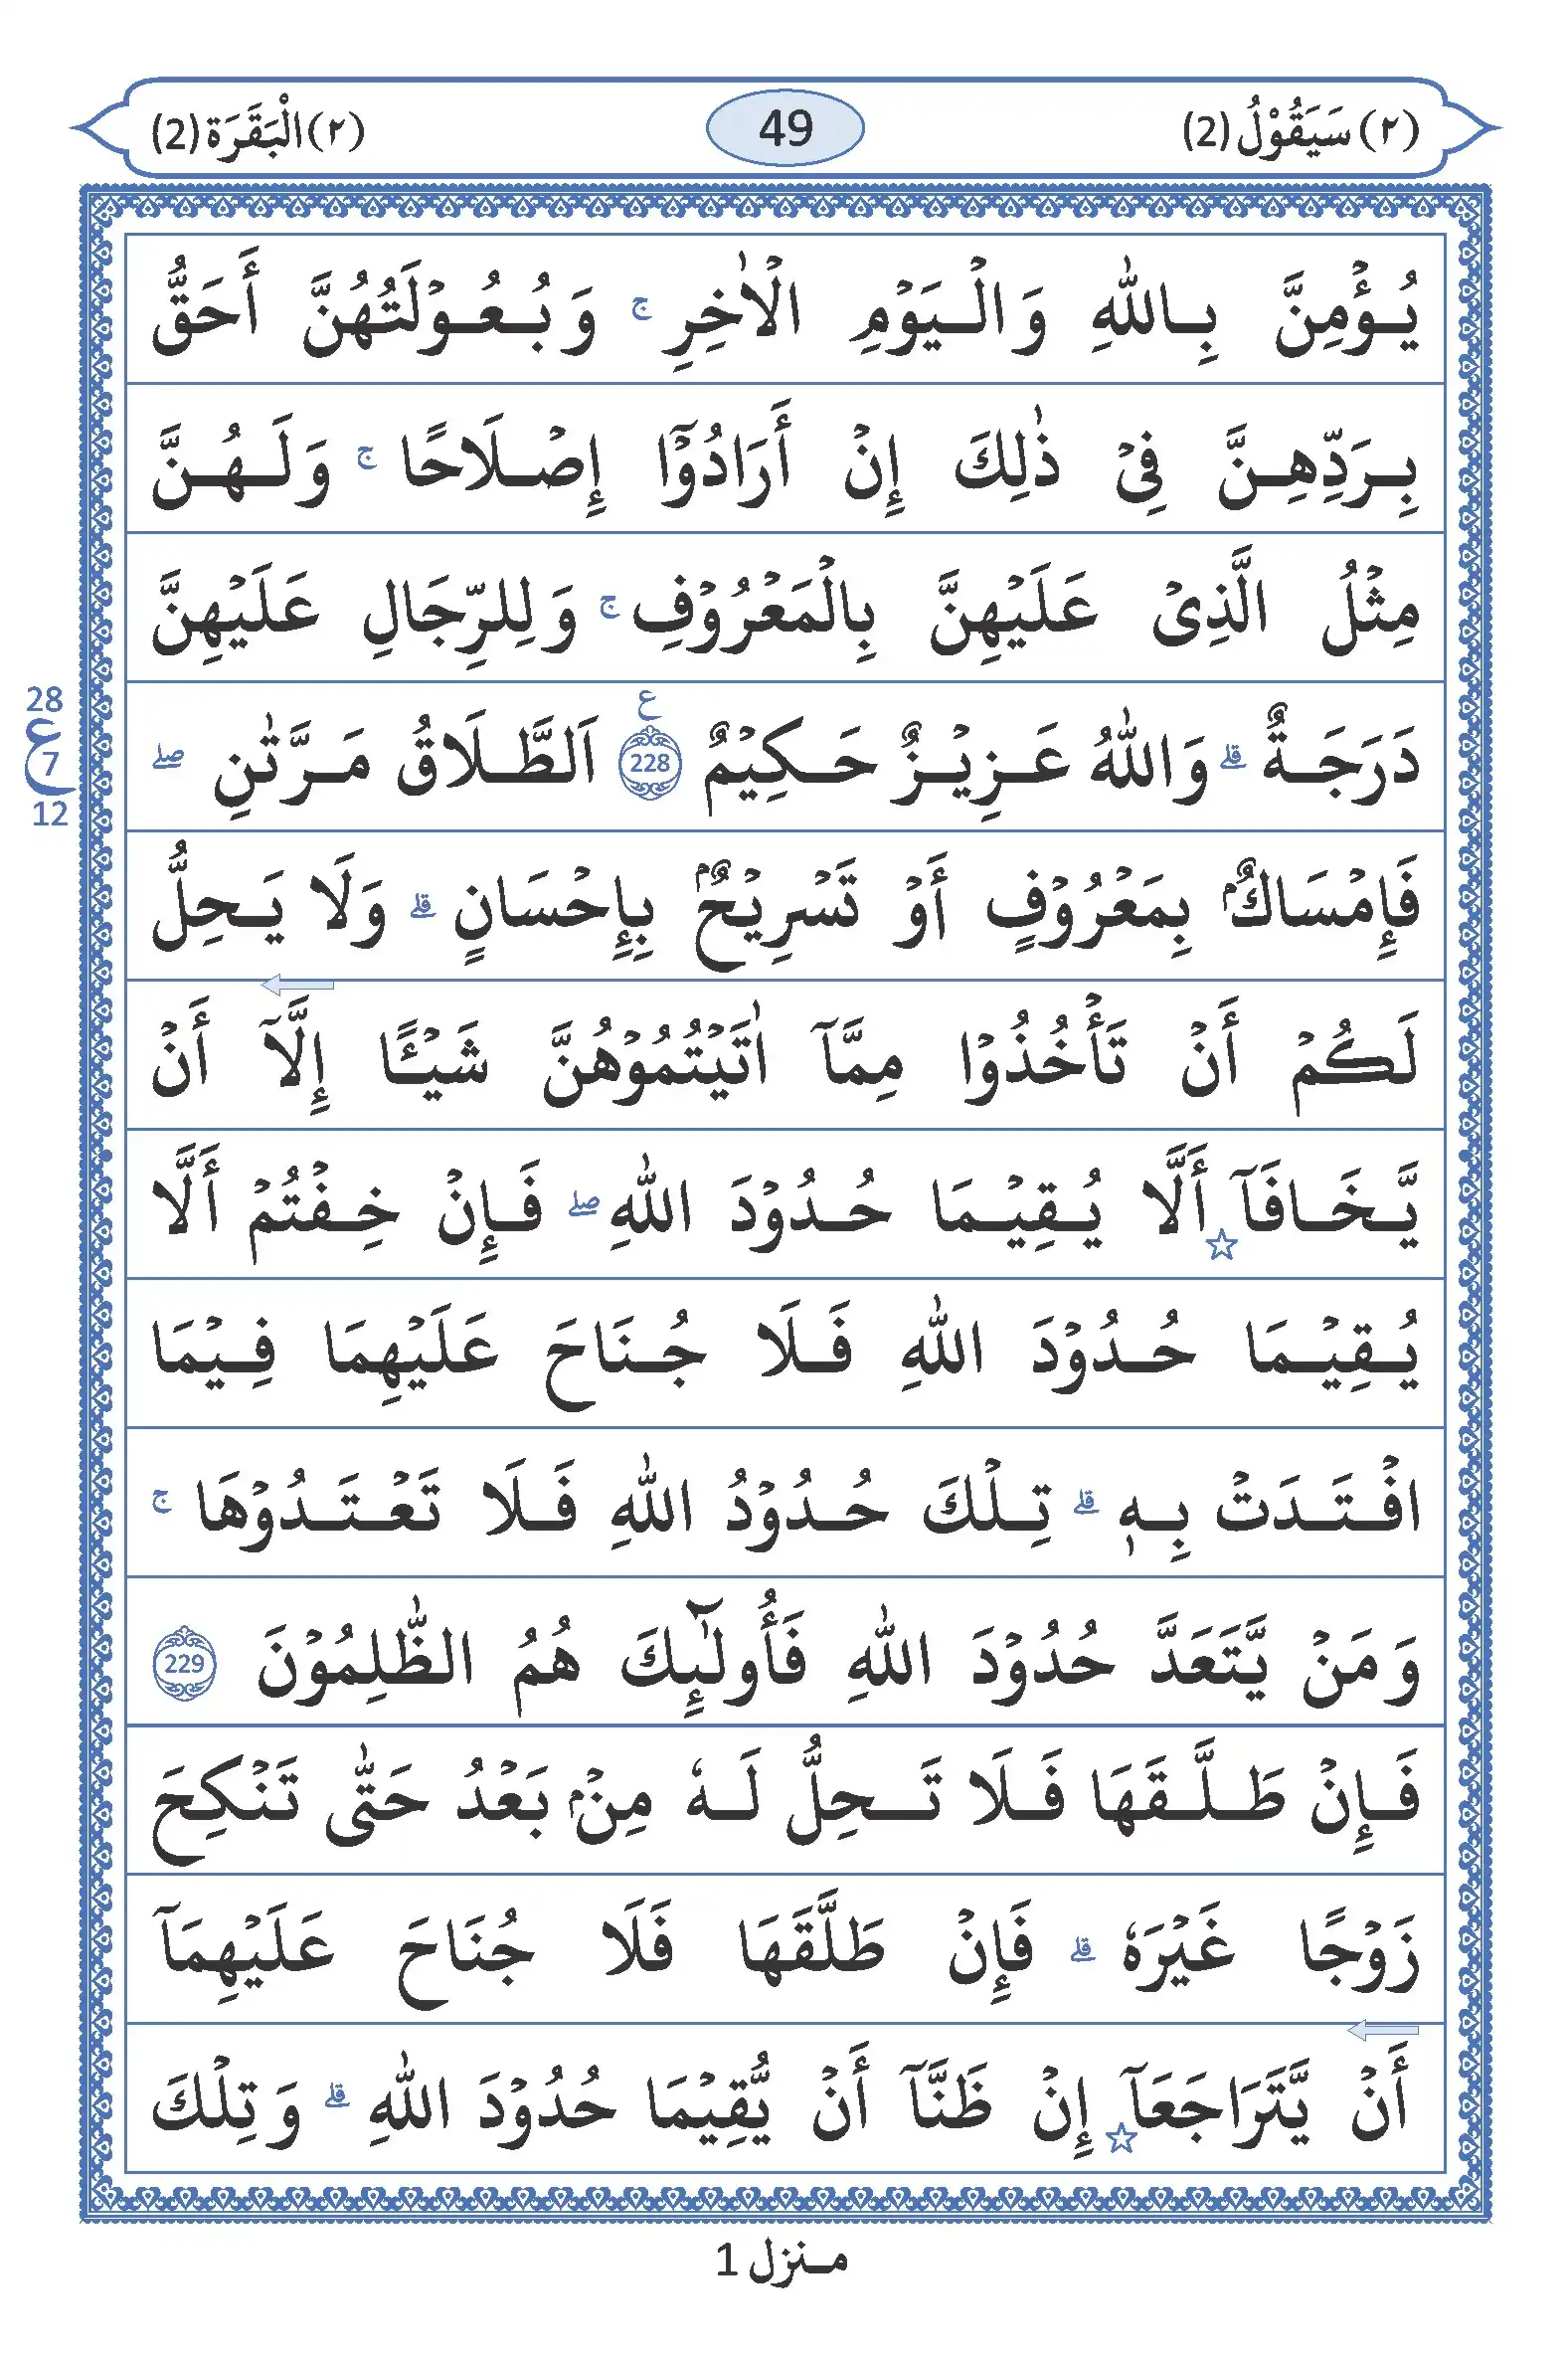 (٢) سَيَقُوْلُ (2)
49
(٢) الْبَقَرَة (2)
يُؤْمِنَّ بِاللّٰهِ وَالْيَوْمِ الْاٰخِرِ ۚ وَبُعُوْلَتُهُنَّ أَحَقُّ
بِرَدِّهِنَّ فِىْ ذٰلِكَ إِنْ أَرَادُوْٓا إِصْلَاحًا ۚ وَلَهُنَّ
مِثْلُ الَّذِىْ عَلَيْهِنَّ بِالْمَعْرُوْفِ ۚ وَلِلرِّجَالِ عَلَيْهِنَّ
دَرَجَةٌ ۗ وَاللّٰهُ عَزِيْزٌ حَكِيْمٌ ع 228 اَلطَّلَاقُ مَرَّتٰنِ ۖ
28
ع
7
12
فَإِمْسَاكٌۢ بِمَعْرُوْفٍ أَوْ تَسْرِيْحٌۢ بِإِحْسَانٍ ۗ وَلَا يَحِلُّ
لَكُمْ أَنْ تَأْخُذُوْا مِمَّآ اٰتَيْتُمُوْهُنَّ شَيْـًٔا إِلَّآ أَنْ
يَّخَافَآ ☆ أَلَّا يُقِيْمَا حُدُوْدَ اللّٰهِ ۖ فَإِنْ خِفْتُمْ أَلَّا
يُقِيْمَا حُدُوْدَ اللّٰهِ فَلَا جُنَاحَ عَلَيْهِمَا فِيْمَا
افْتَدَتْ بِهٖ ۗ تِلْكَ حُدُوْدُ اللّٰهِ فَلَا تَعْتَدُوْهَا ۚ
وَمَنْ يَّتَعَدَّ حُدُوْدَ اللّٰهِ فَأُولٰٓئِكَ هُمُ الظّٰلِمُوْنَ 229
فَإِنْ طَلَّقَهَا فَلَا تَحِلُّ لَهٗ مِنْۢ بَعْدُ حَتّٰى تَنْكِحَ
زَوْجًا غَيْرَهٗ ۗ فَإِنْ طَلَّقَهَا فَلَا جُنَاحَ عَلَيْهِمَآ
أَنْ يَّتَرَاجَعَآ ☆ إِنْ ظَنَّآ أَنْ يُّقِيْمَا حُدُوْدَ اللّٰهِ ۗ وَتِلْكَ
منزل 1